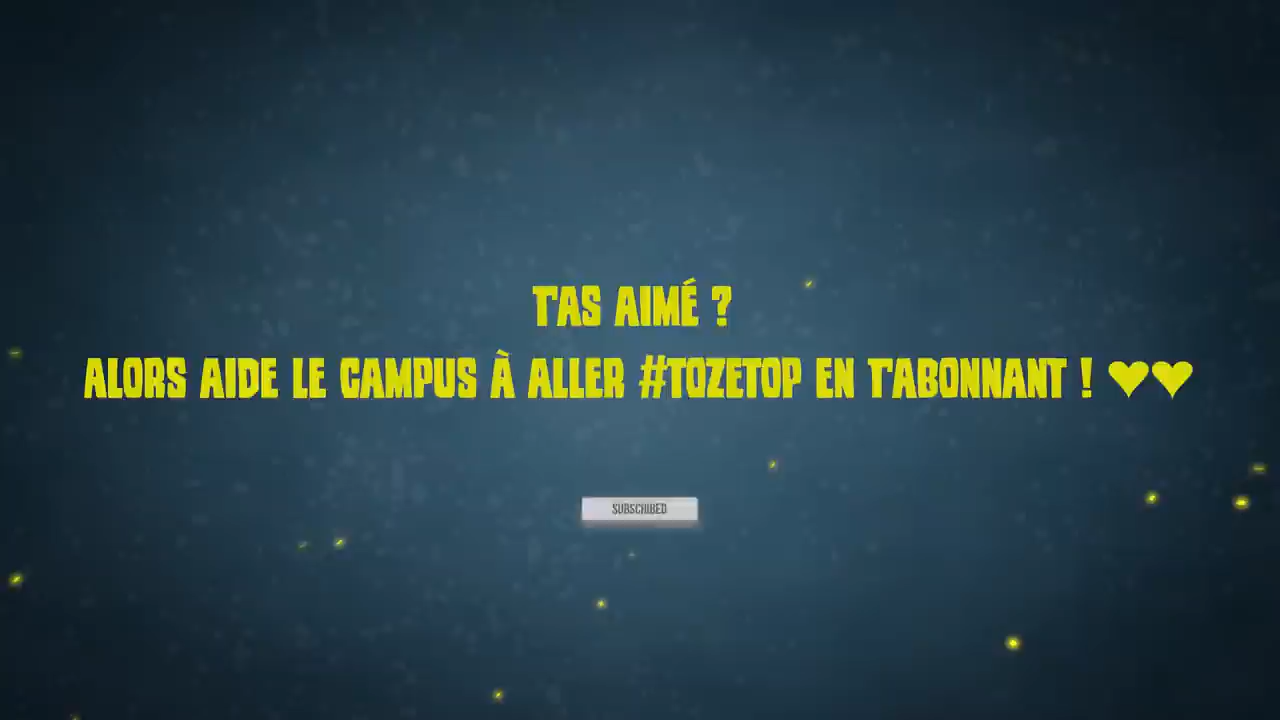 T'AS AIMÉ ?
ALORS AIDE LE CAMPUS À ALLER #TOZETOP EN T'ABONNANT ! ♥♥
SUBSCRIBED